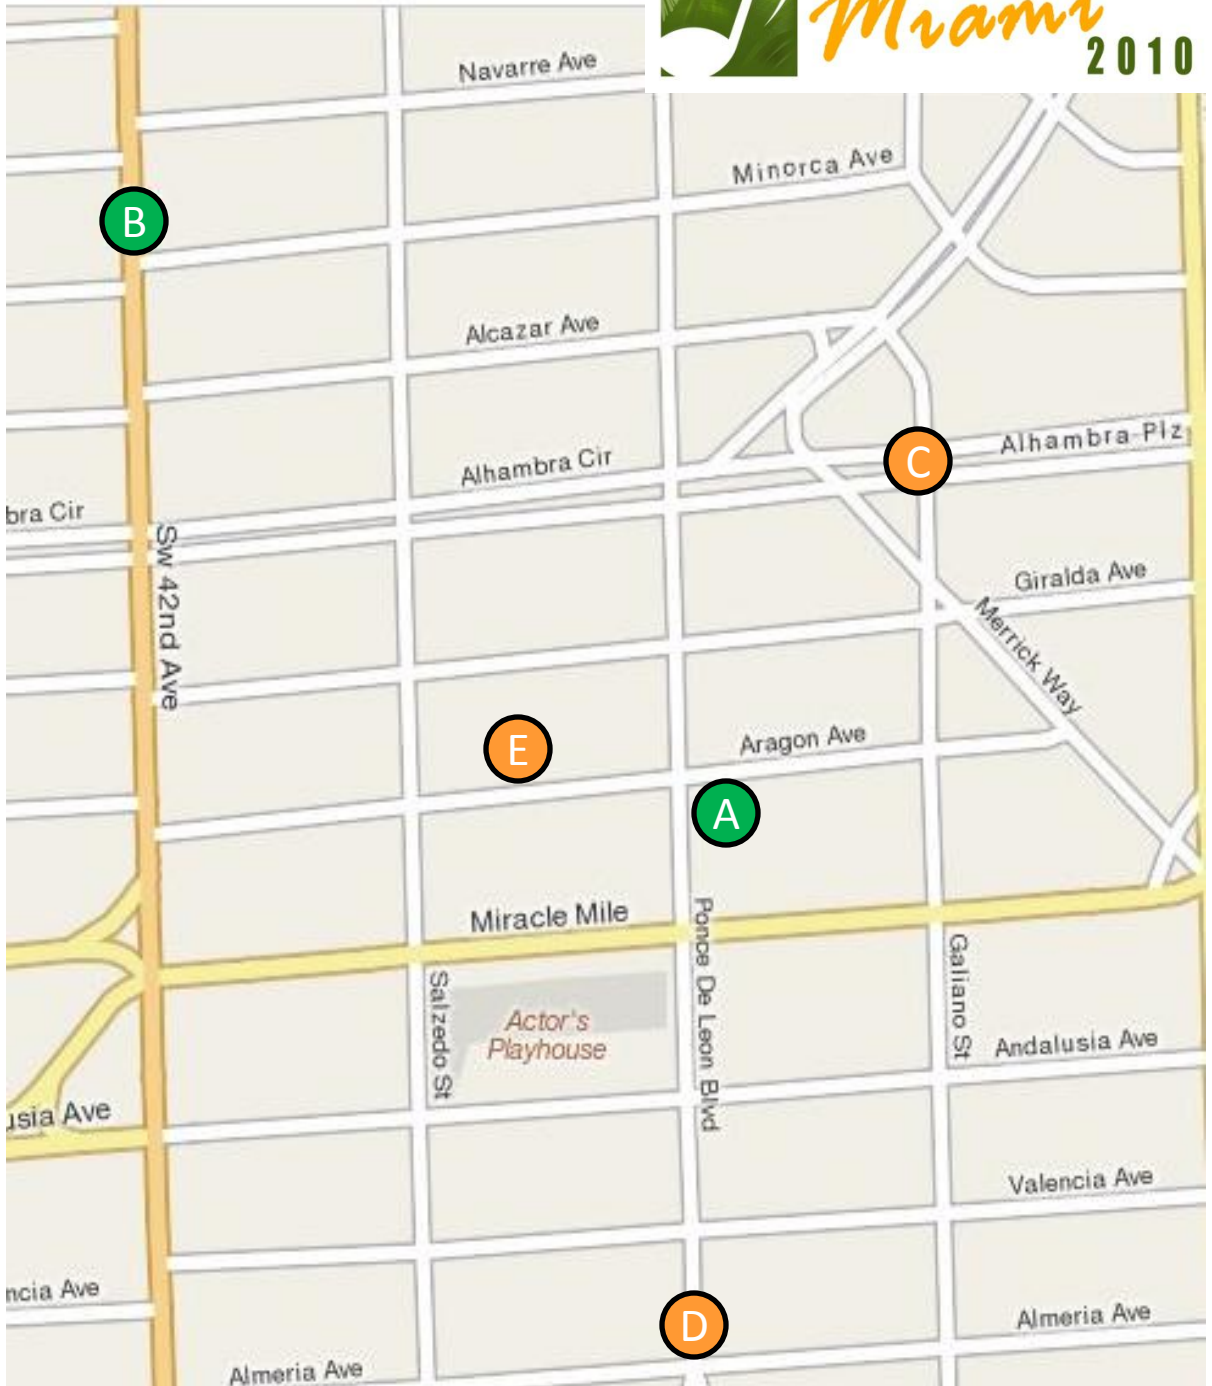 Miami
2010
Navarre Ave
Minorca Ave
B
Alcazar Ave
Alhambra Plz
Alhambra Cir
C
bra Cir
Sw 42nd Ave
Giralda Ave
Merrick Way
E
Aragon Ave
A
Miracle Mile
Ponce De Leon Blvd
Galiano St
Salzedo St
Actor's
Playhouse
Andalusia Ave
usia Ave
Valencia Ave
ncia Ave
D
Almeria Ave
Almeria Ave